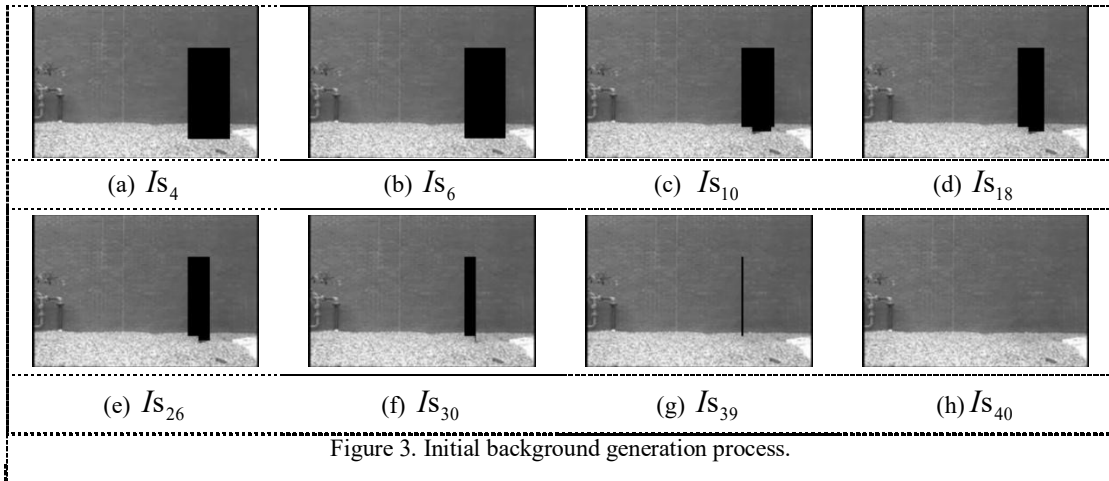 (a) Is₄ (b) Is₆ (c) Is₁₀ (d) Is₁₈
(e) Is₂₆ (f) Is₃₀ (g) Is₃₉ (h) Is₄₀
Figure 3. Initial background generation process.